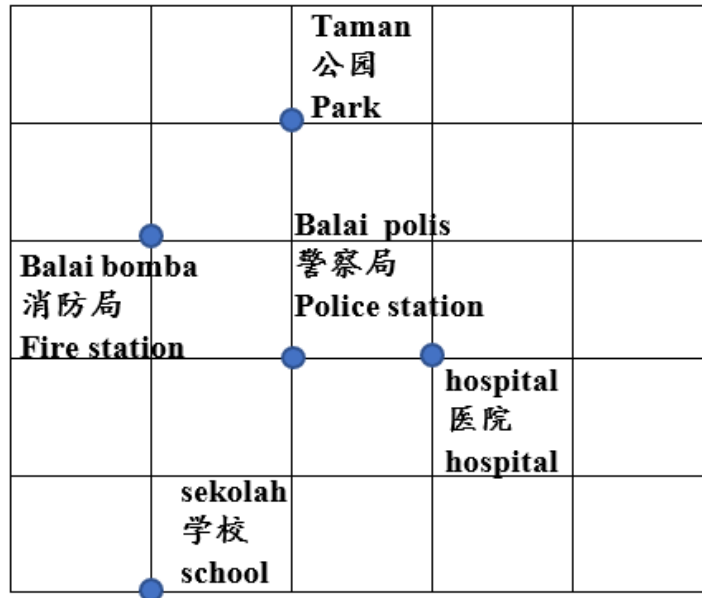 Taman
公园
Park
Balai polis
警察局
Police station
Balai bomba
消防局
Fire station
hospital
医院
hospital
sekolah
学校
school